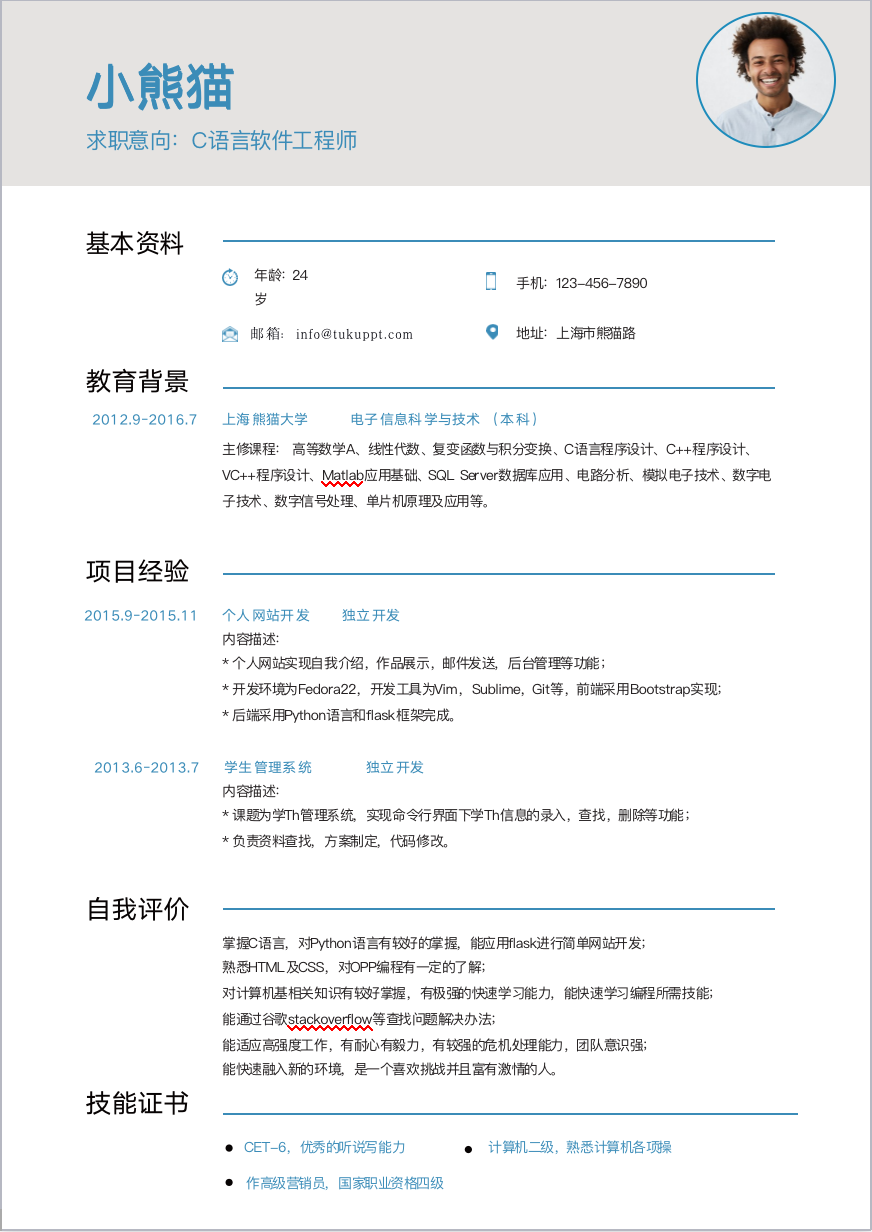 小熊猫
求职意向：C语言软件工程师
基本资料
年龄：24
岁
手机：123-456-7890
邮箱： info@tukuppt.com
地址：上海市熊猫路
教育背景
2012.9-2016.7 上海熊猫大学 电子信息科学与技术 （本科）
主修课程： 高等数学A、线性代数、复变函数与积分变换、C语言程序设计、C++程序设计、
VC++程序设计、Matlab应用基础、SQL Server数据库应用、电路分析、模拟电子技术、数字电
子技术、数字信号处理、单片机原理及应用等。
项目经验
2015.9-2015.11 个人网站开发 独立开发
内容描述：
* 个人网站实现自我介绍，作品展示，邮件发送，后台管理等功能；
* 开发环境为Fedora22，开发工具为Vim，Sublime，Git等，前端采用Bootstrap实现；
* 后端采用Python语言和flask框架完成。
2013.6-2013.7 学生管理系统 独立开发
内容描述：
* 课题为学Th管理系统，实现命令行界面下学Th信息的录入，查找，删除等功能；
* 负责资料查找，方案制定，代码修改。
自我评价
掌握C语言，对Python语言有较好的掌握，能应用flask进行简单网站开发；
熟悉HTML及CSS，对OPP编程有一定的了解；
对计算机基相关知识有较好掌握，有极强的快速学习能力，能快速学习编程所需技能；
能通过谷歌stackoverflow等查找问题解决办法；
能适应高强度工作，有耐心有毅力，有较强的危机处理能力，团队意识强；
能快速融入新的环境，是一个喜欢挑战并且富有激情的人。
技能证书
● CET-6，优秀的听说写能力 ● 计算机二级，熟悉计算机各项操
● 作高级营销员，国家职业资格四级